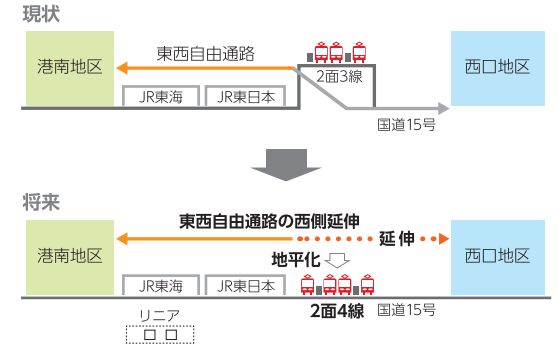 現状
港南地区
東西自由通路
2面3線
西口地区
JR東海
JR東日本
国道15号
将来
東西自由通路の西側延伸
港南地区
延伸
西口地区
地平化
JR東海
JR東日本
2面4線
国道15号
リニア